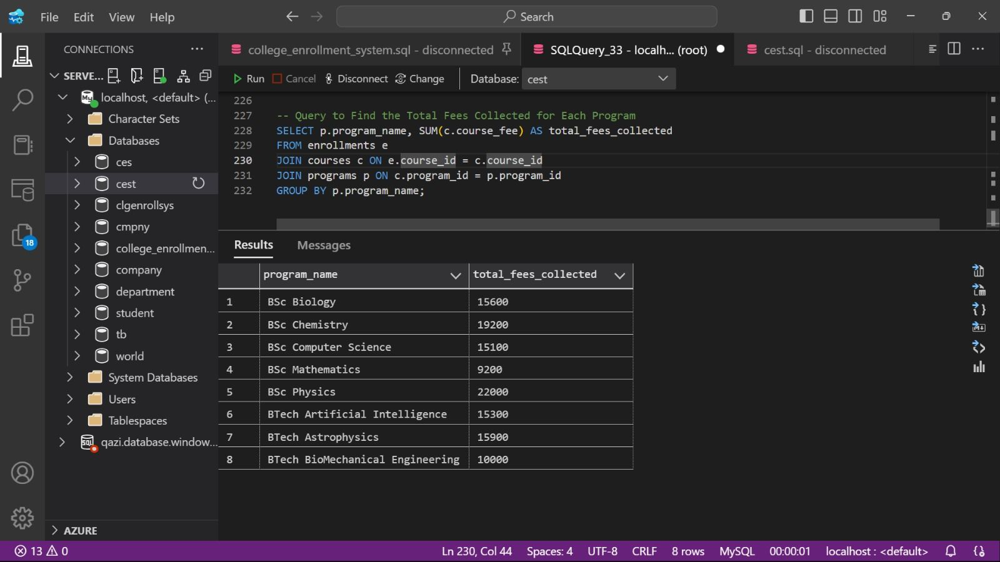 File Edit View Help
Search
CONNECTIONS
college_enrollment_system.sql - disconnected
SQLQuery_33 - localh... (root)
cest.sql - disconnected
SERVE...
Run Cancel Disconnect Change Database: cest
localhost, <default> (...
Character Sets
Databases
ces
cest
clgenrollsys
cmpny
college_enrollmen...
company
department
student
tb
world
System Databases
Users
Tablespaces
qazi.database.window...
AZURE
18
226
227 -- Query to Find the Total Fees Collected for Each Program
228 SELECT p.program_name, SUM(c.course_fee) AS total_fees_collected
229 FROM enrollments e
230 JOIN courses c ON e.course_id = c.course_id
231 JOIN programs p ON c.program_id = p.program_id
232 GROUP BY p.program_name;
Results Messages
program_name total_fees_collected
1 BSc Biology 15600
2 BSc Chemistry 19200
3 BSc Computer Science 15100
4 BSc Mathematics 9200
5 BSc Physics 22000
6 BTech Artificial Intelligence 15300
7 BTech Astrophysics 15900
8 BTech BioMechanical Engineering 10000
13 0 Ln 230, Col 44 Spaces: 4 UTF-8 CRLF 8 rows MySQL 00:00:01 localhost : <default>